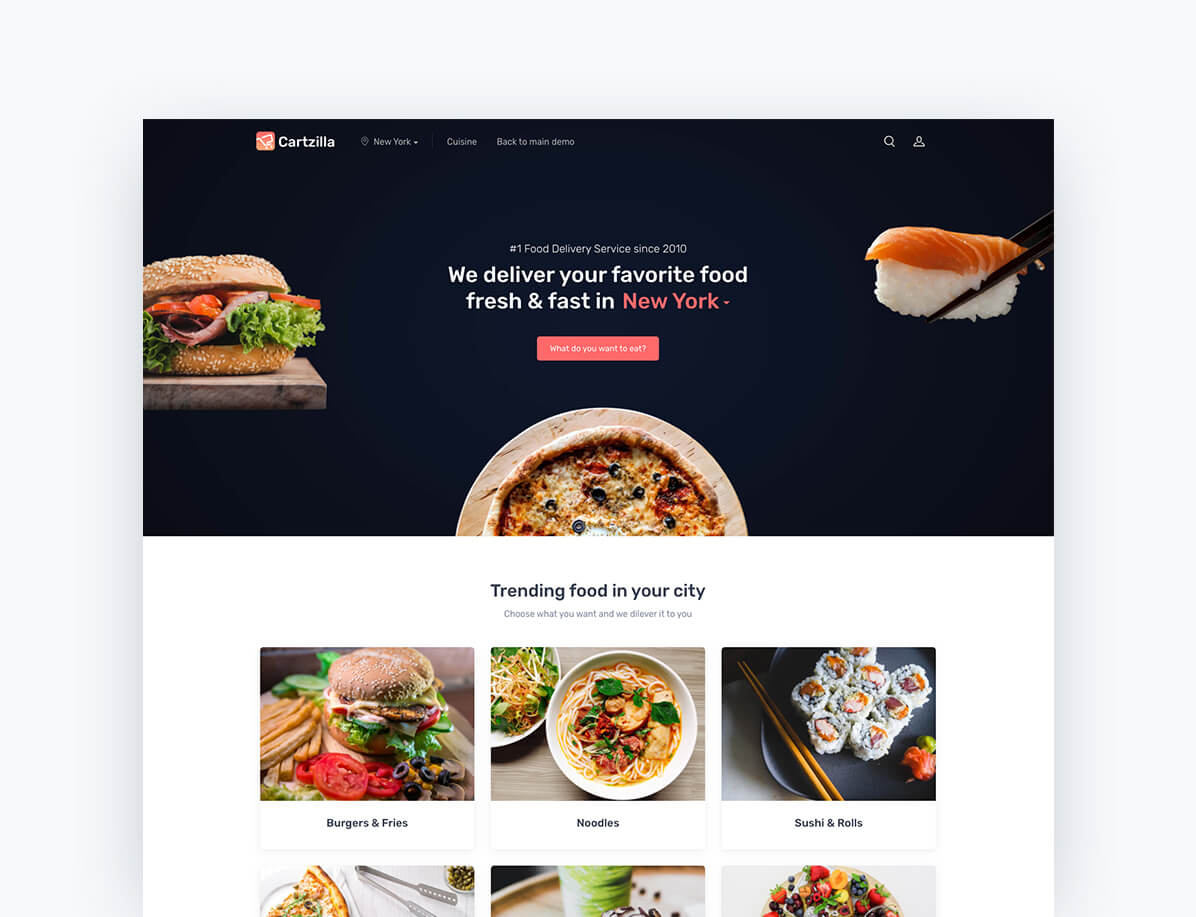 Cartzilla
New York
Cuisine
Back to main demo
#1 Food Delivery Service since 2010
We deliver your favorite food
fresh & fast in New York
What do you want to eat?
Trending food in your city
Choose what you want and we dilever it to you
Burgers & Fries
Noodles
Sushi & Rolls